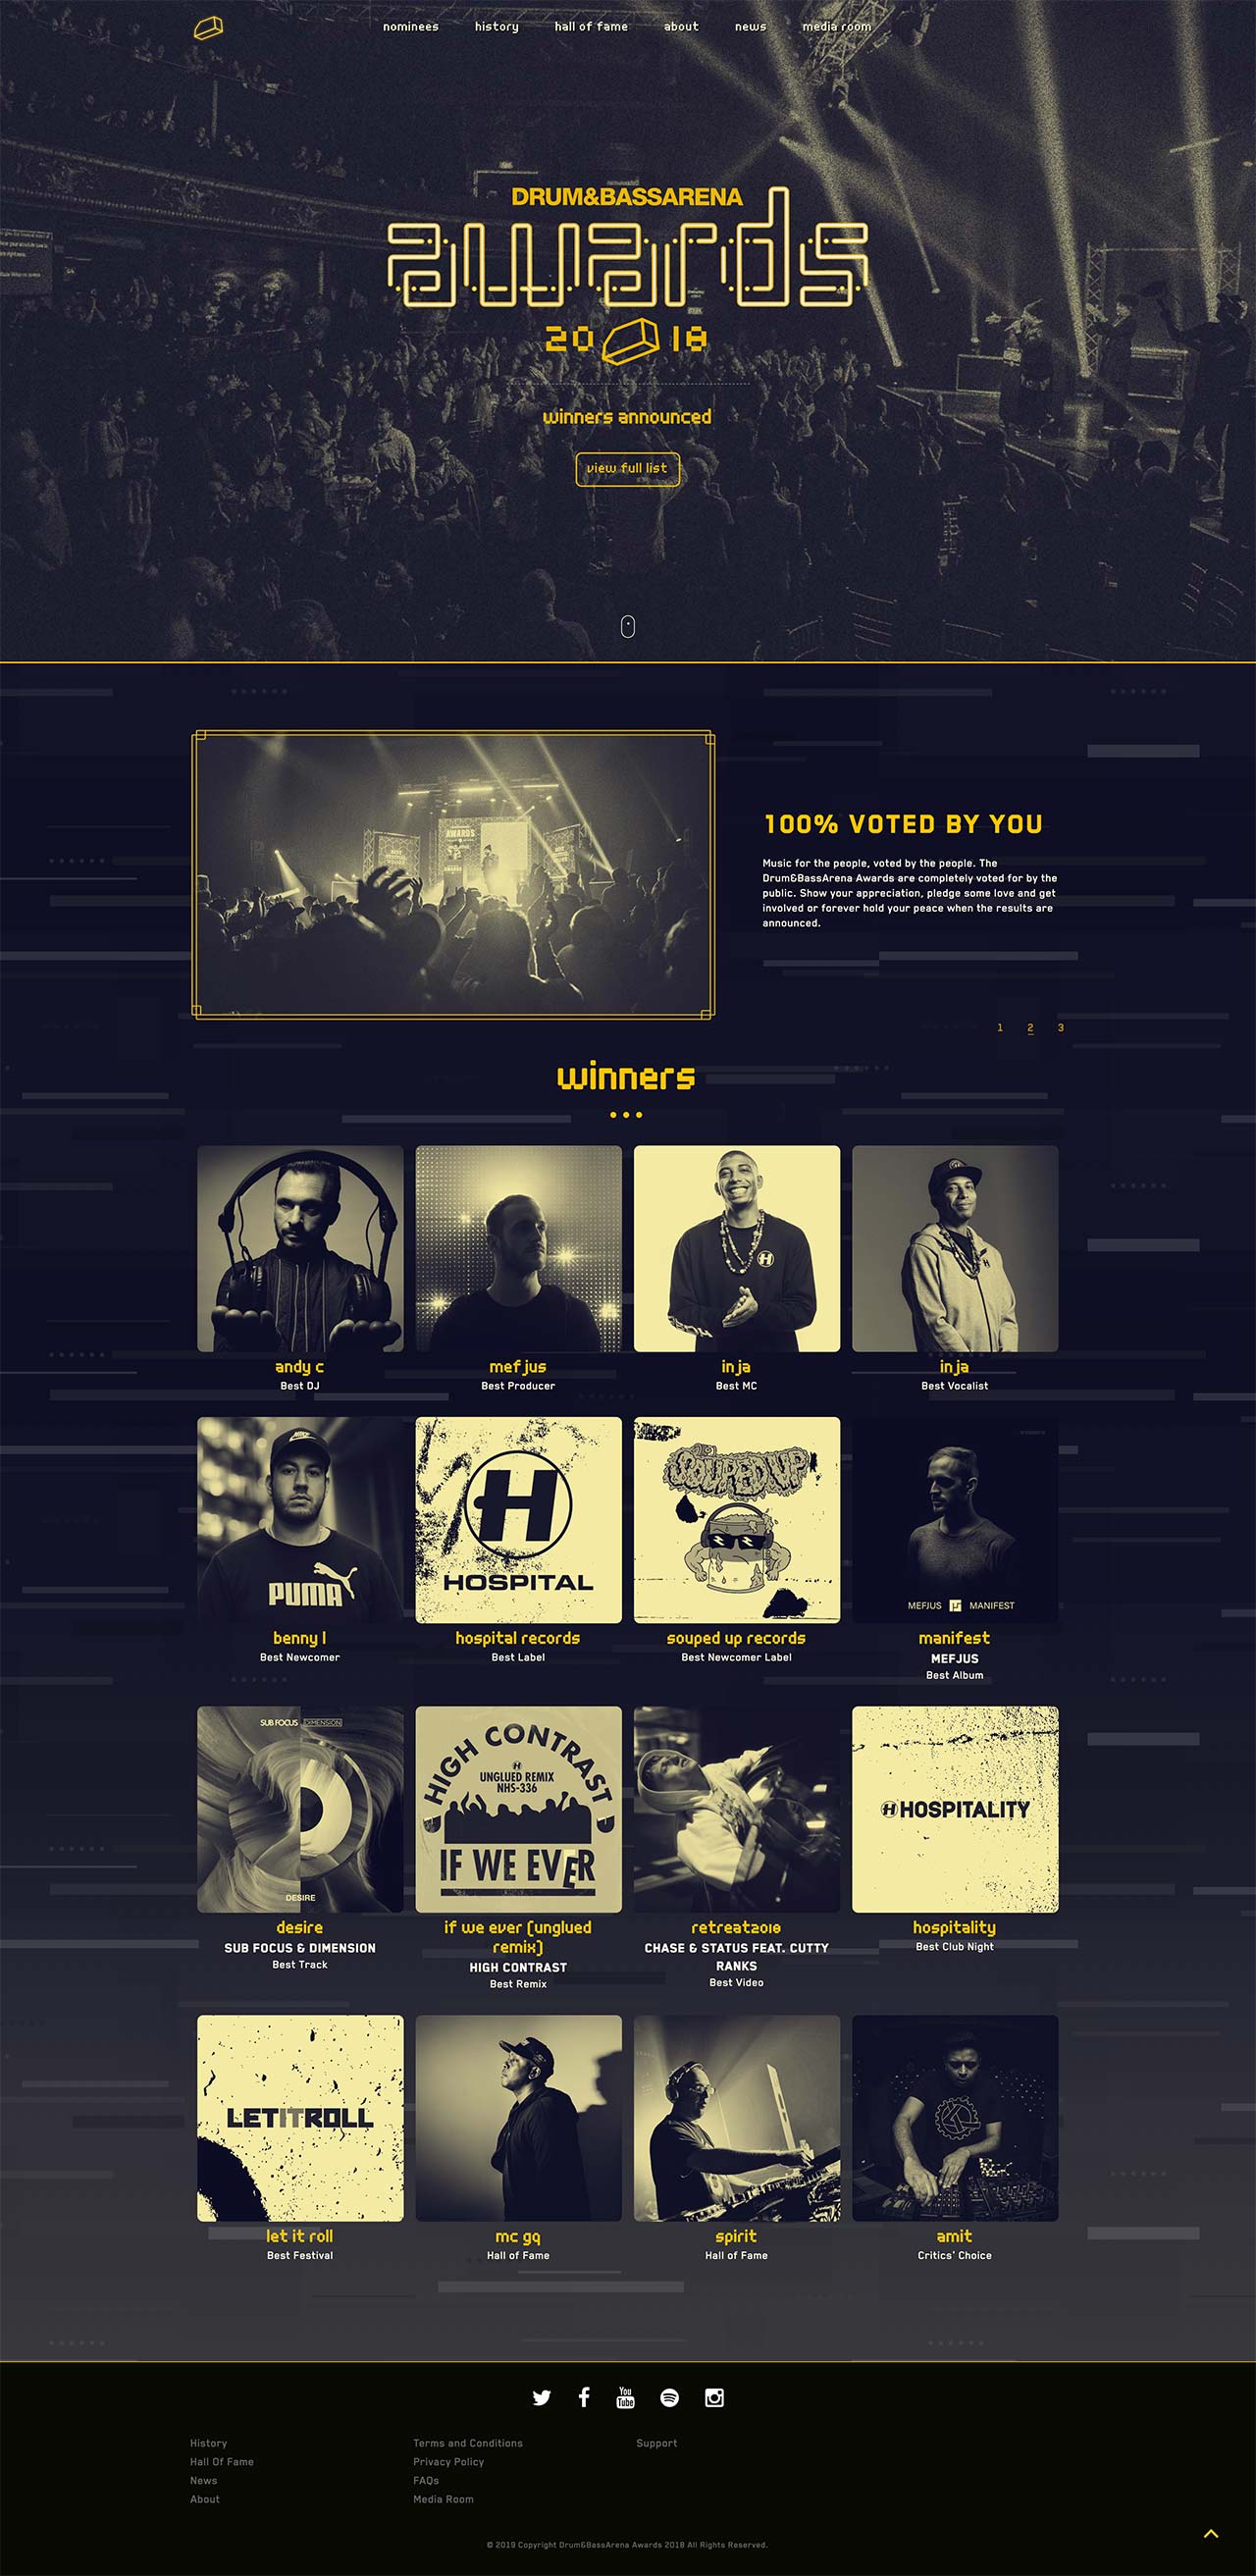 nominees history hall of fame about news media room
DRUM&BASSARENA
awards
20 18
winners announced
view full list
AWARDS
100% VOTED BY YOU
Music for the people, voted by the people. The
Drum&BassArena Awards are completely voted for by the
public. Show your appreciation, pledge some love and get
involved or forever hold your peace when the results are
announced.
1 2 3
winners
H
andy c
Best DJ
mefjus
Best Producer
inja
Best MC
inja
Best Vocalist
PUMA
H
HOSPITAL
SOUPED UP
MEFJUS MANIFEST
benny l
Best Newcomer
hospital records
Best Label
souped up records
Best Newcomer Label
manifest
MEFJUS
Best Album
SUB FOCUS DIMENSION
DESIRE
HIGH CONTRAST
UNGLUED REMIX
NHS-336
IF WE EVER
HOSPITALITY
desire
SUB FOCUS & DIMENSION
Best Track
if we ever (unglued
remix)
HIGH CONTRAST
Best Remix
retreat2018
CHASE & STATUS FEAT. CUTTY
RANKS
Best Video
hospitality
Best Club Night
LETITROLL
let it roll
Best Festival
mc gq
Hall of Fame
spirit
Hall of Fame
amit
Critics' Choice
You
Tube
History
Hall Of Fame
News
About
Terms and Conditions
Privacy Policy
FAQs
Media Room
Support
© 2019 Copyright Drum&BassArena Awards 2018 All Rights Reserved.